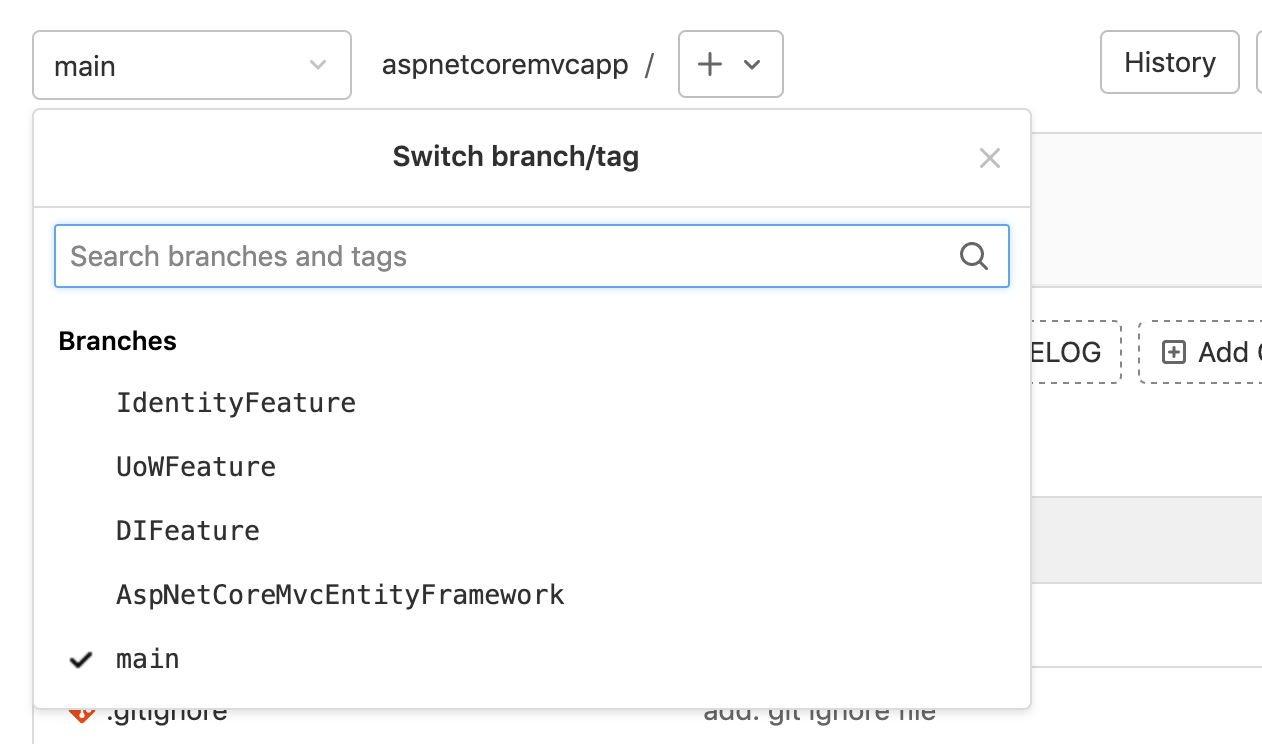 main
aspnetcoremvcapp /
History
Switch branch/tag
Search branches and tags
Branches
ELOG
Add
IdentityFeature
UoWFeature
DIFeature
AspNetCoreMvcEntityFramework
main
.gitignore
add: git ignore file